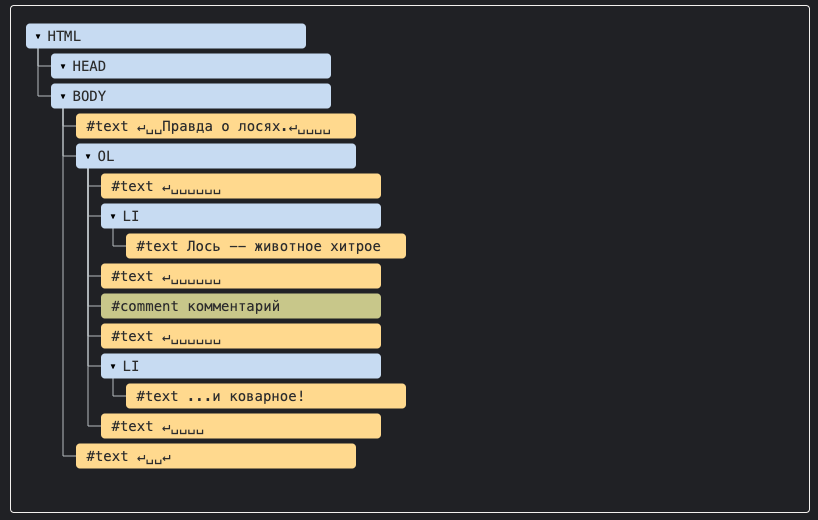 ▾ HTML
▾ HEAD
▾ BODY
#text ↵␣␣Правда о лосях.↵␣␣␣␣
▾ OL
#text ↵␣␣␣␣␣␣
▾ LI
#text Лось -- животное хитрое
#text ↵␣␣␣␣␣␣
#comment комментарий
#text ↵␣␣␣␣␣␣
▾ LI
#text ...и коварное!
#text ↵␣␣␣␣
#text ↵␣␣↵